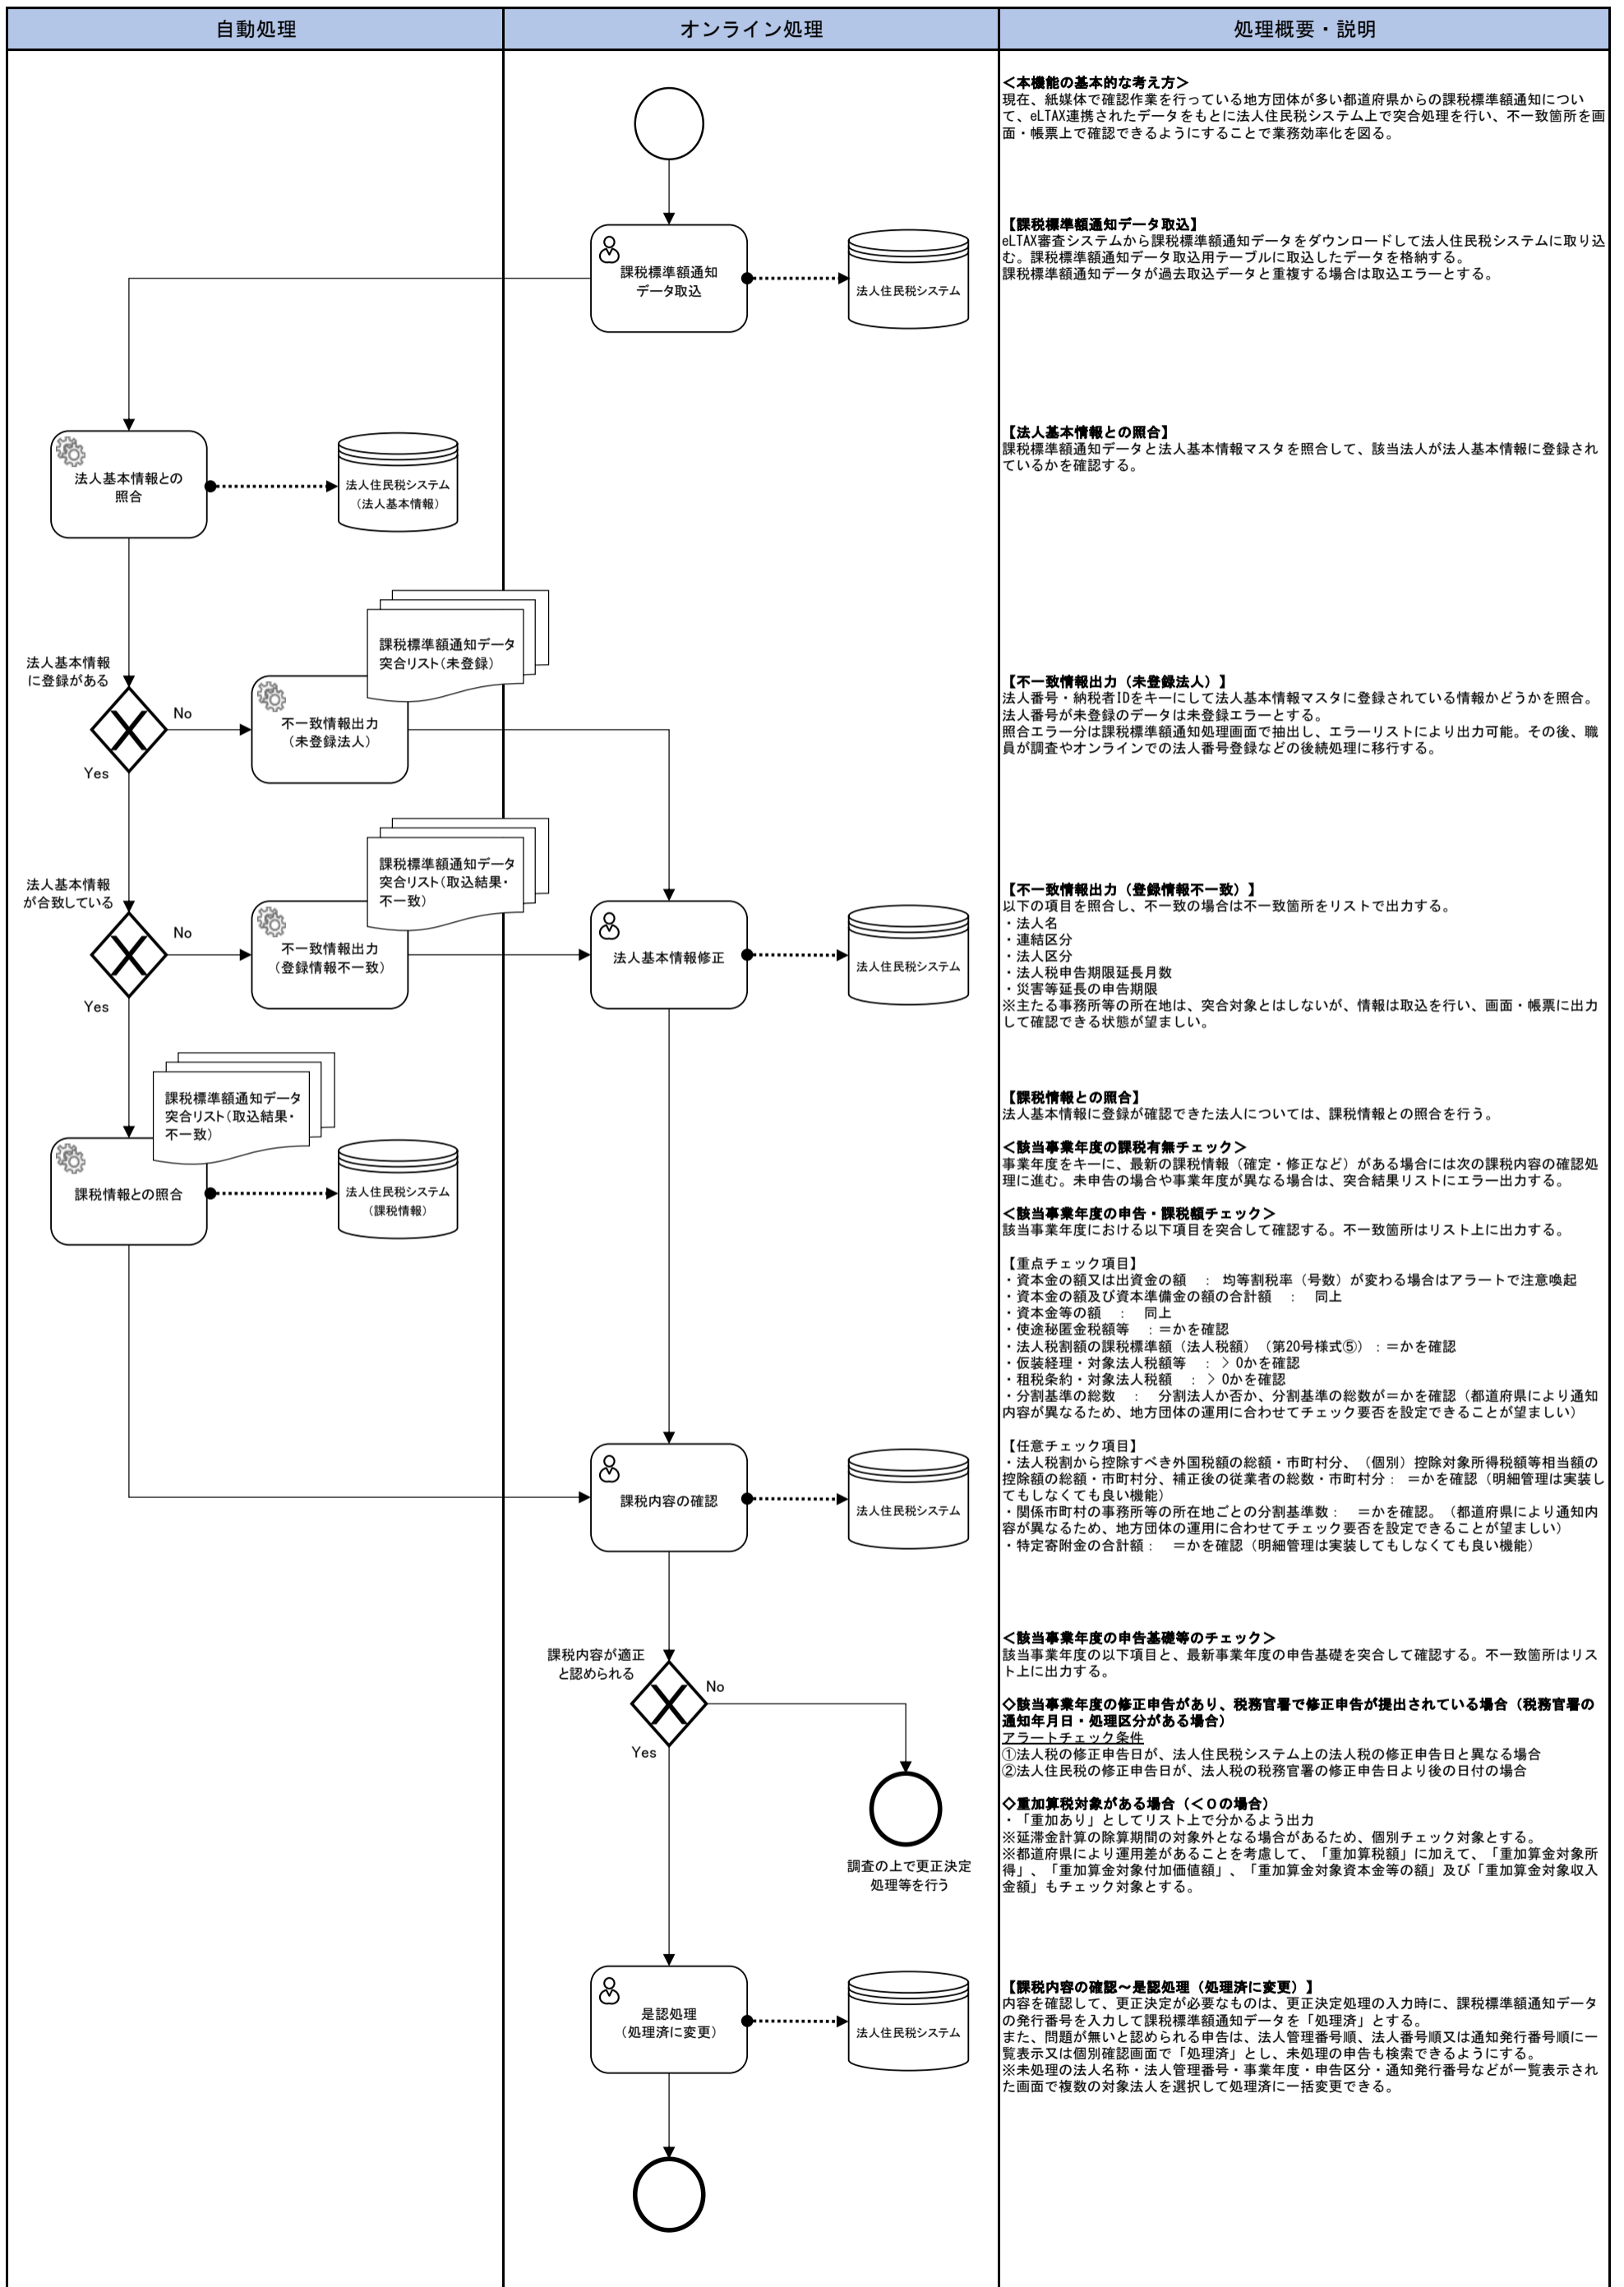 自動処理
オンライン処理
処理概要・説明
課税標準額通知
データ取込
法人住民税システム
法人基本情報との
照合
法人住民税システム
（法人基本情報）
課税標準額通知データ
突合リスト（未登録）
法人基本情報
に登録がある
No
Yes
不一致情報出力
（未登録法人）
課税標準額通知データ
突合リスト（取込結果・
不一致）
法人基本情報
が合致している
No
Yes
不一致情報出力
（登録情報不一致）
法人基本情報修正
法人住民税システム
課税標準額通知データ
突合リスト（取込結果・
不一致）
課税情報との照合
法人住民税システム
（課税情報）
課税内容の確認
法人住民税システム
課税内容が適正
と認められる
No
Yes
調査の上で更正決定
処理等を行う
是認処理
（処理済に変更）
法人住民税システム
＜本機能の基本的な考え方＞
現在、紙媒体で確認作業を行っている地方団体が多い都道府県からの課税標準額通知につい
て、eLTAX連携されたデータをもとに法人住民税システム上で突合処理を行い、不一致箇所を画
面・帳票上で確認できるようにすることで業務効率化を図る。
【課税標準額通知データ取込】
eLTAX審査システムから課税標準額通知データをダウンロードして法人住民税システムに取り込
む。課税標準額通知データ取込用テーブルに取込したデータを格納する。
課税標準額通知データが過去取込データと重複する場合は取込エラーとする。
【法人基本情報との照合】
課税標準額通知データと法人基本情報マスタを照合して、該当法人が法人基本情報に登録され
ているかを確認する。
【不一致情報出力（未登録法人）】
法人番号・納税者IDをキーにして法人基本情報マスタに登録されている情報かどうかを照合。
法人番号が未登録のデータは未登録エラーとする。
照合エラー分は課税標準額通知処理画面で抽出し、エラーリストにより出力可能。その後、職
員が調査やオンラインでの法人番号登録などの後続処理に移行する。
【不一致情報出力（登録情報不一致）】
以下の項目を照合し、不一致の場合は不一致箇所をリストで出力する。
・法人名
・連結区分
・法人区分
・法人税申告期限延長月数
・災害等延長の申告期限
※主たる事務所等の所在地は、突合対象とはしないが、情報は取込を行い、画面・帳票に出力
して確認できる状態が望ましい。
【課税情報との照合】
法人基本情報に登録が確認できた法人については、課税情報との照合を行う。
＜該当事業年度の課税有無チェック＞
事業年度をキーに、最新の課税情報（確定・修正など）がある場合には次の課税内容の確認処
理に進む。未申告の場合や事業年度が異なる場合は、突合結果リストにエラー出力する。
＜該当事業年度の申告・課税額チェック＞
該当事業年度における以下項目を突合して確認する。不一致箇所はリスト上に出力する。
【重点チェック項目】
・資本金の額又は出資金の額　：　均等割税率（号数）が変わる場合はアラートで注意喚起
・資本金の額及び資本準備金の額の合計額　：　同上
・資本金等の額　：　同上
・使途秘匿金税額等　：＝かを確認
・法人税割額の課税標準額（法人税額）（第20号様式⑤）：＝かを確認
・仮装経理・対象法人税額等　：＞0かを確認
・租税条約・対象法人税額　：＞0かを確認
・分割基準の総数　：　分割法人か否か、分割基準の総数が＝かを確認（都道府県により通知
内容が異なるため、地方団体の運用に合わせてチェック要否を設定できることが望ましい）
【任意チェック項目】
・法人税割から控除すべき外国税額の総額・市町村分、（個別）控除対象所得税額等相当額の
控除額の総額・市町村分、補正後の従業者の総数・市町村分：　＝かを確認（明細管理は実装し
てもしなくても良い機能）
・関係市町村の事務所等の所在地ごとの分割基準数：　＝かを確認。（都道府県により通知内
容が異なるため、地方団体の運用に合わせてチェック要否を設定できることが望ましい）
・特定寄附金の合計額：　＝かを確認（明細管理は実装してもしなくても良い機能）
＜該当事業年度の申告基礎等のチェック＞
該当事業年度の以下項目と、最新事業年度の申告基礎を突合して確認する。不一致箇所はリス
ト上に出力する。
◇該当事業年度の修正申告があり、税務官署で修正申告が提出されている場合（税務官署の
通知年月日・処理区分がある場合）
アラートチェック条件
①法人税の修正申告日が、法人住民税システム上の法人税の修正申告日と異なる場合
②法人住民税の修正申告日が、法人税の税務官署の修正申告日より後の日付の場合
◇重加算税対象がある場合（＜０の場合）
・「重加あり」としてリスト上で分かるよう出力
※延滞金計算の除算期間の対象外となる場合があるため、個別チェック対象とする。
※都道府県により運用差があることを考慮して、「重加算税額」に加えて、「重加算金対象所
得」、「重加算金対象付加価値額」、「重加算金対象資本金等の額」及び「重加算金対象収入
金額」もチェック対象とする。
【課税内容の確認～是認処理（処理済に変更）】
内容を確認して、更正決定が必要なものは、更正決定処理の入力時に、課税標準額通知データ
の発行番号を入力して課税標準額通知データを「処理済」とする。
また、問題が無いと認められる申告は、法人管理番号順、法人番号順又は通知発行番号順に一
覧表示又は個別確認画面で「処理済」とし、未処理の申告も検索できるようにする。
※未処理の法人名称・法人管理番号・事業年度・申告区分・通知発行番号などが一覧表示され
た画面で複数の対象法人を選択して処理済に一括変更できる。